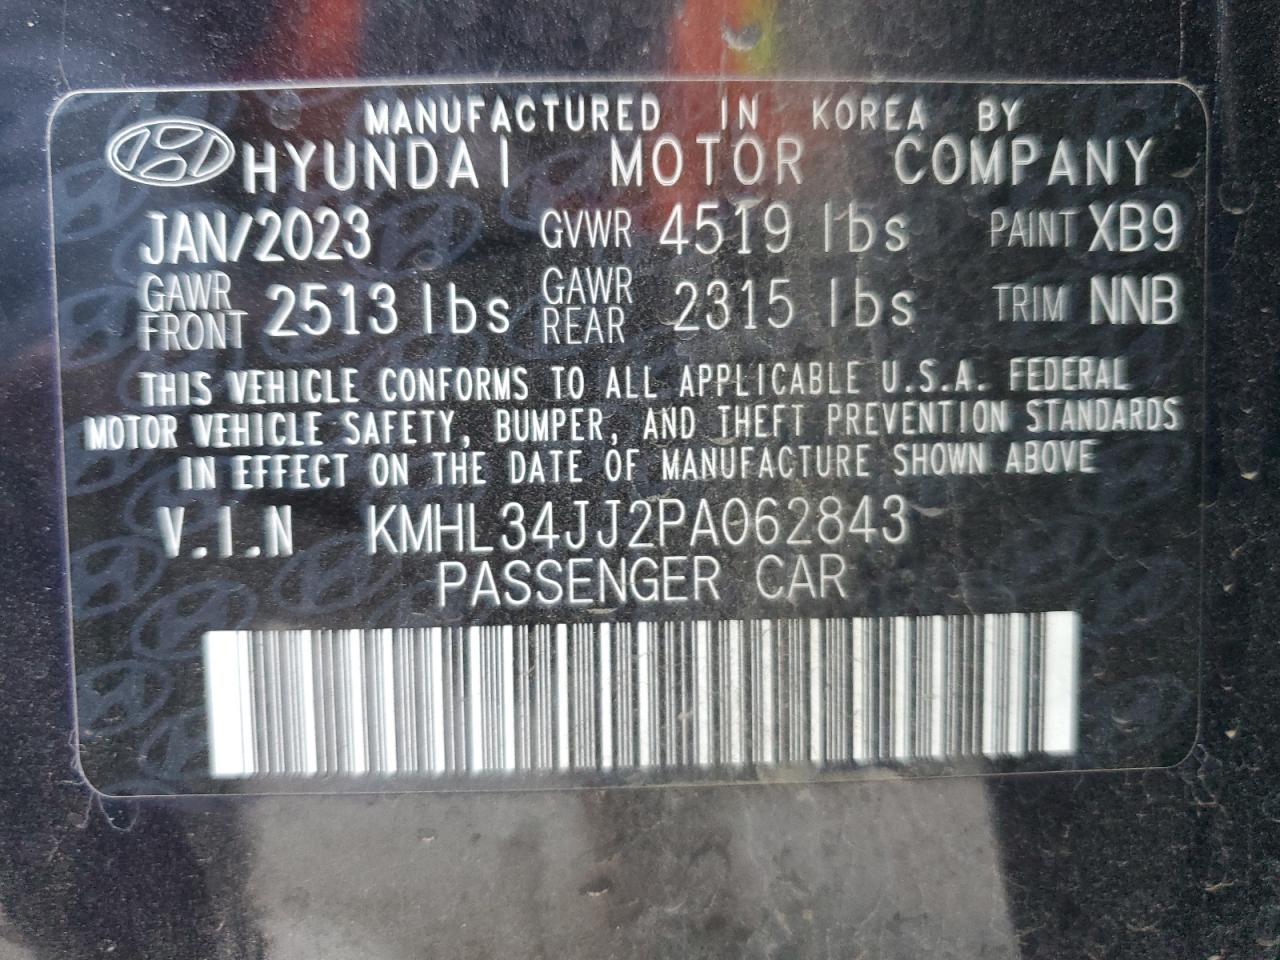 MANUFACTURED IN KOREA BY
HYUNDAI MOTOR COMPANY
JAN/2023 GVWR 4519 lbs PAINT XB9
GAWR FRONT 2513 lbs GAWR REAR 2315 lbs TRIM NNB
THIS VEHICLE CONFORMS TO ALL APPLICABLE U.S.A. FEDERAL
MOTOR VEHICLE SAFETY, BUMPER, AND THEFT PREVENTION STANDARDS
IN EFFECT ON THE DATE OF MANUFACTURE SHOWN ABOVE
V.I.N KMHL34JJ2PA062843
PASSENGER CAR